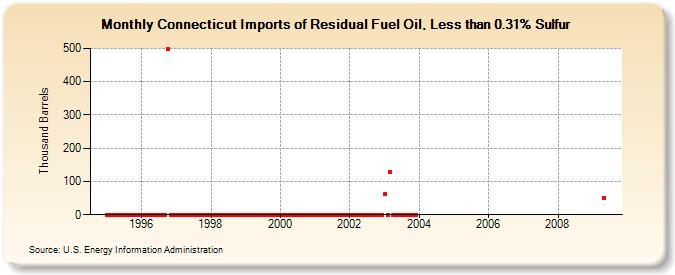 Monthly Connecticut Imports of Residual Fuel Oil, Less than 0.31% Sulfur
Thousand Barrels
500
400
300
200
100
0
1996 1998 2000 2002 2004 2006 2008
Source: U.S. Energy Information Administration